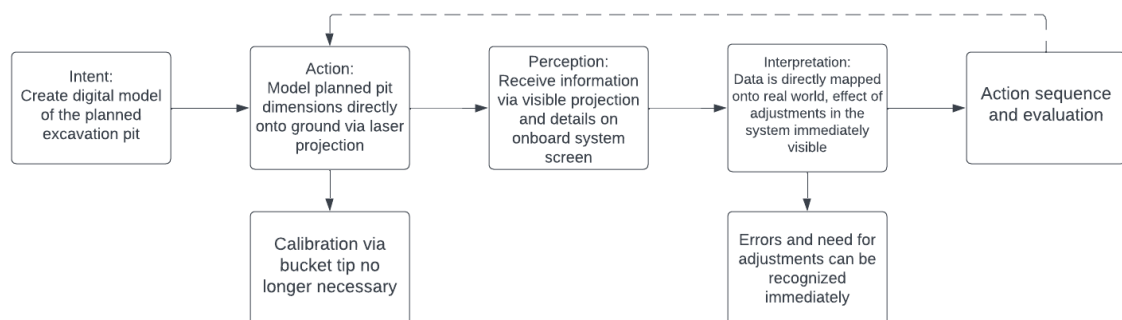 Intent:
Create digital model
of the planned
excavation pit
Action:
Model planned pit
dimensions directly
onto ground via laser
projection
Perception:
Receive information
via visible projection
and details on
onboard system
screen
Interpretation:
Data is directly mapped
onto real world, effect of
adjustments in the
system immediately
visible
Action sequence
and evaluation
Calibration via
bucket tip no
longer necessary
Errors and need for
adjustments can be
recognized
immediately